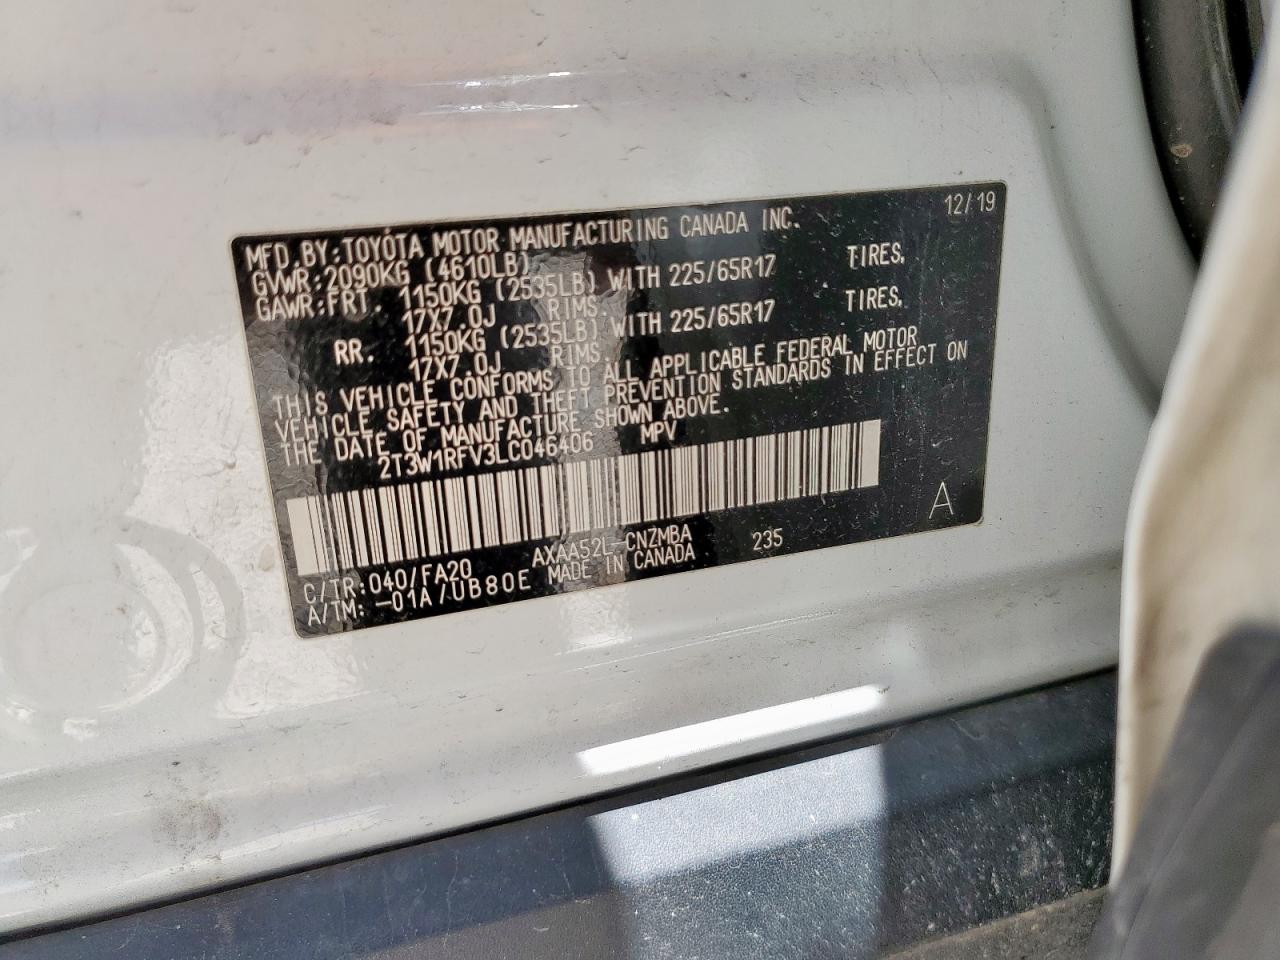 12/19
MFD BY:TOYOTA MOTOR MANUFACTURING CANADA INC.
GVWR:2090KG (4610LB)
GAWR:FRT. 1150KG (2535LB) WITH 225/65R17 TIRES,
17X7.0J RIMS.
RR. 1150KG (2535LB) WITH 225/65R17 TIRES,
17X7.0J RIMS.
THIS VEHICLE CONFORMS TO ALL APPLICABLE FEDERAL MOTOR
VEHICLE SAFETY AND THEFT PREVENTION STANDARDS IN EFFECT ON
THE DATE OF MANUFACTURE SHOWN ABOVE.
2T3W1RFV3LC046406 MPV
A
C/TR:040/FA20 AXAA52L-CNZMBA 235
A/TM: -01A/UB80E MADE IN CANADA